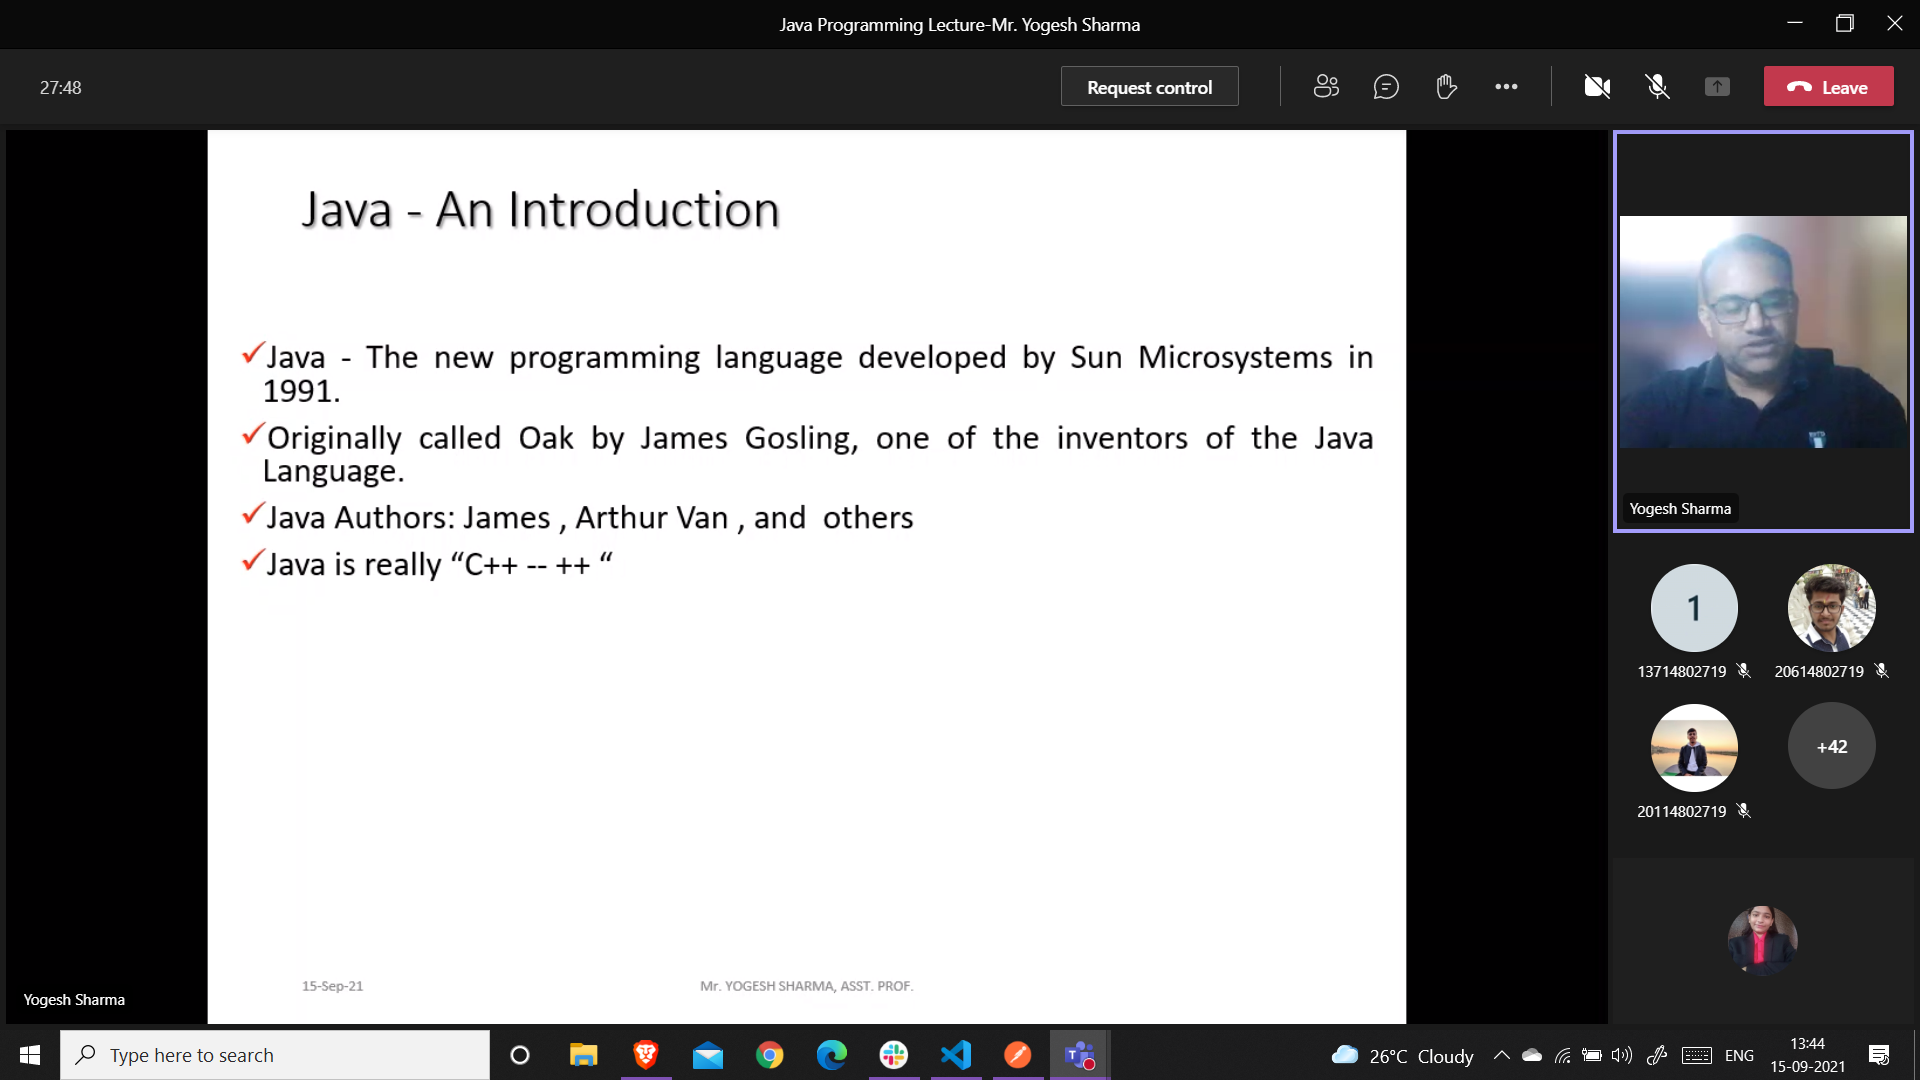 Java Programming Lecture-Mr. Yogesh Sharma
27:48
Request control
Leave
Java - An Introduction
✓Java - The new programming language developed by Sun Microsystems in
1991.
✓Originally called Oak by James Gosling, one of the inventors of the Java
Language.
✓Java Authors: James , Arthur Van , and others
✓Java is really “C++ -- ++ “
15-Sep-21
Mr. YOGESH SHARMA, ASST. PROF.
Yogesh Sharma
Yogesh Sharma
1
13714802719
20614802719
20114802719
+42
Type here to search
26°C Cloudy
ENG
13:44
15-09-2021